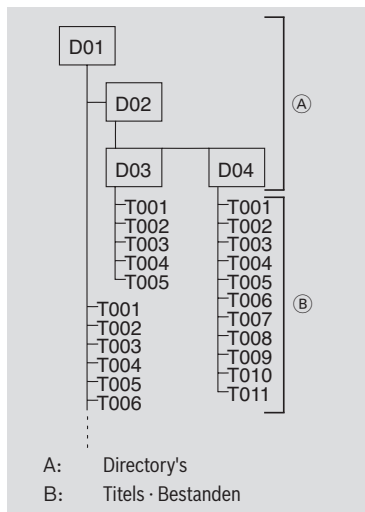 D01
D02
Ⓐ
D03 D04
T001 T001
T002 T002
T003 T003
T004 T004
T005 T005
T006
T007
T008
T009
T010
T011
Ⓑ
T001
T002
T003
T004
T005
T006
A: Directory's
B: Titels · Bestanden